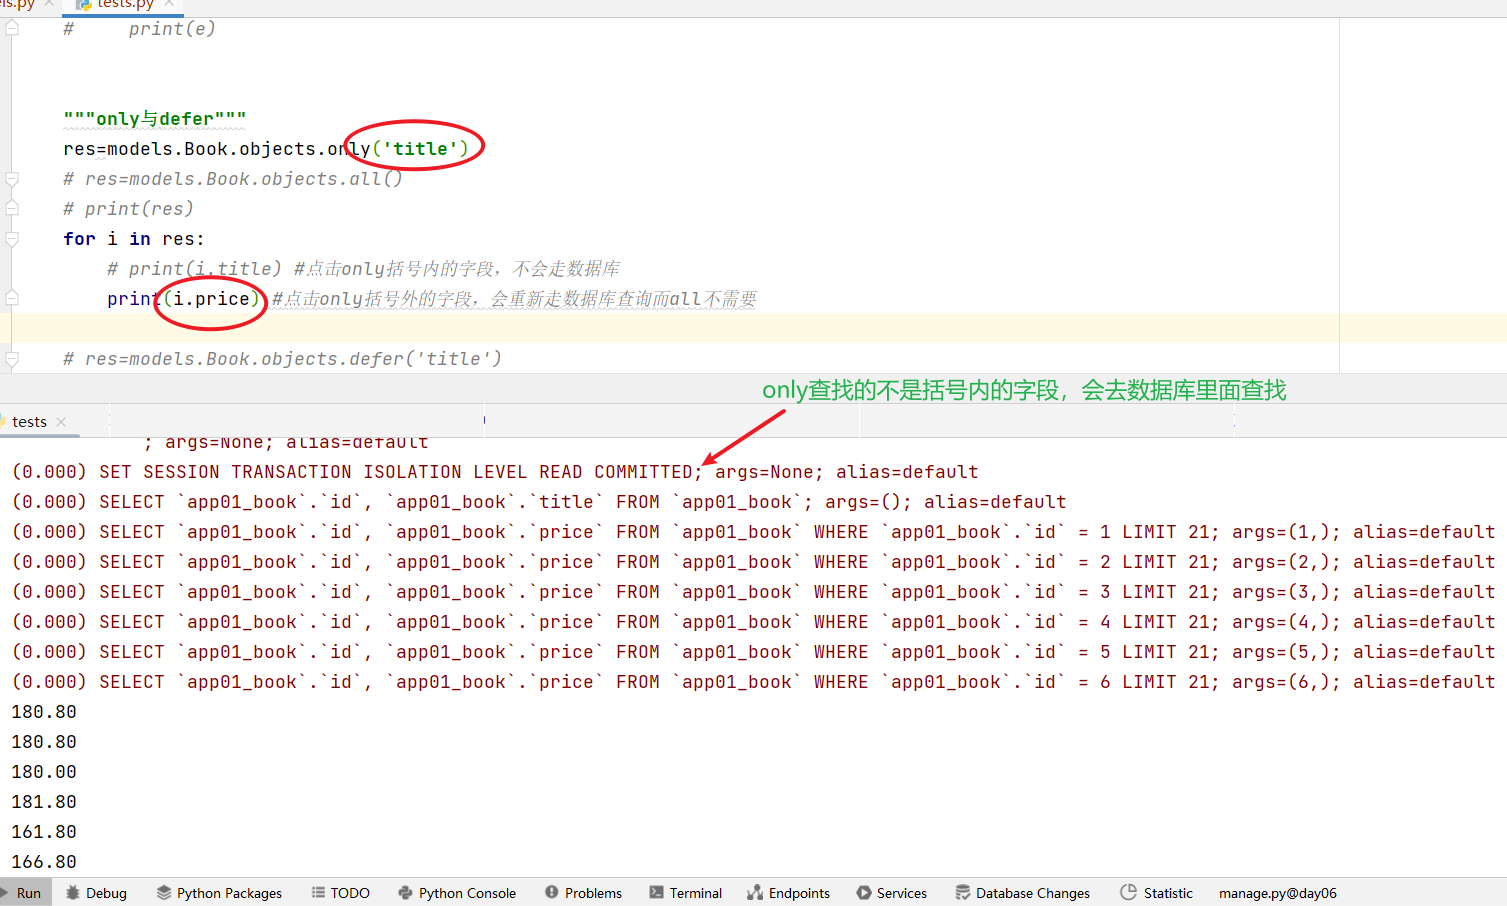 els.py × tests.py ×
#     print(e)
"""only与defer"""
res=models.Book.objects.only('title')
# res=models.Book.objects.all()
# print(res)
for i in res:
# print(i.title) #点击only括号内的字段，不会走数据库
print(i.price) #点击only括号外的字段，会重新走数据库查询而all不需要
# res=models.Book.objects.defer('title')
only查找的不是括号内的字段，会去数据库里面查找
tests ×
; args=None; alias=default
(0.000) SET SESSION TRANSACTION ISOLATION LEVEL READ COMMITTED; args=None; alias=default
(0.000) SELECT `app01_book`.`id`, `app01_book`.`title` FROM `app01_book`; args=(); alias=default
(0.000) SELECT `app01_book`.`id`, `app01_book`.`price` FROM `app01_book` WHERE `app01_book`.`id` = 1 LIMIT 21; args=(1,); alias=default
(0.000) SELECT `app01_book`.`id`, `app01_book`.`price` FROM `app01_book` WHERE `app01_book`.`id` = 2 LIMIT 21; args=(2,); alias=default
(0.000) SELECT `app01_book`.`id`, `app01_book`.`price` FROM `app01_book` WHERE `app01_book`.`id` = 3 LIMIT 21; args=(3,); alias=default
(0.000) SELECT `app01_book`.`id`, `app01_book`.`price` FROM `app01_book` WHERE `app01_book`.`id` = 4 LIMIT 21; args=(4,); alias=default
(0.000) SELECT `app01_book`.`id`, `app01_book`.`price` FROM `app01_book` WHERE `app01_book`.`id` = 5 LIMIT 21; args=(5,); alias=default
(0.000) SELECT `app01_book`.`id`, `app01_book`.`price` FROM `app01_book` WHERE `app01_book`.`id` = 6 LIMIT 21; args=(6,); alias=default
180.80
180.80
180.00
181.80
161.80
166.80
Run Debug Python Packages TODO Python Console Problems Terminal Endpoints Services Database Changes Statistic manage.py@day06